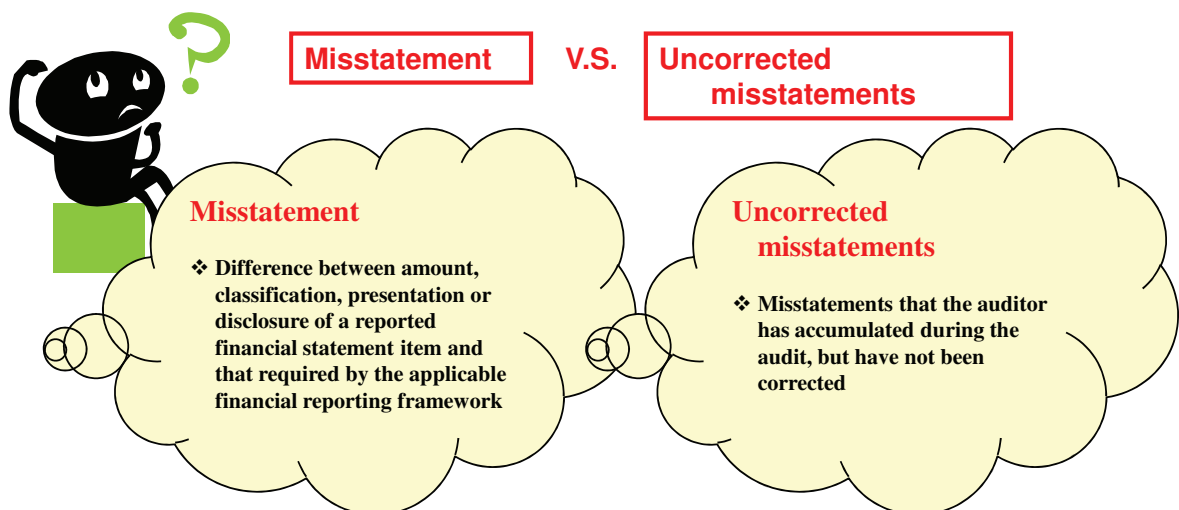 ?
Misstatement V.S. Uncorrected
misstatements
Misstatement
❖ Difference between amount,
classification, presentation or
disclosure of a reported
financial statement item and
that required by the applicable
financial reporting framework
Uncorrected
misstatements
❖ Misstatements that the auditor
has accumulated during the
audit, but have not been
corrected